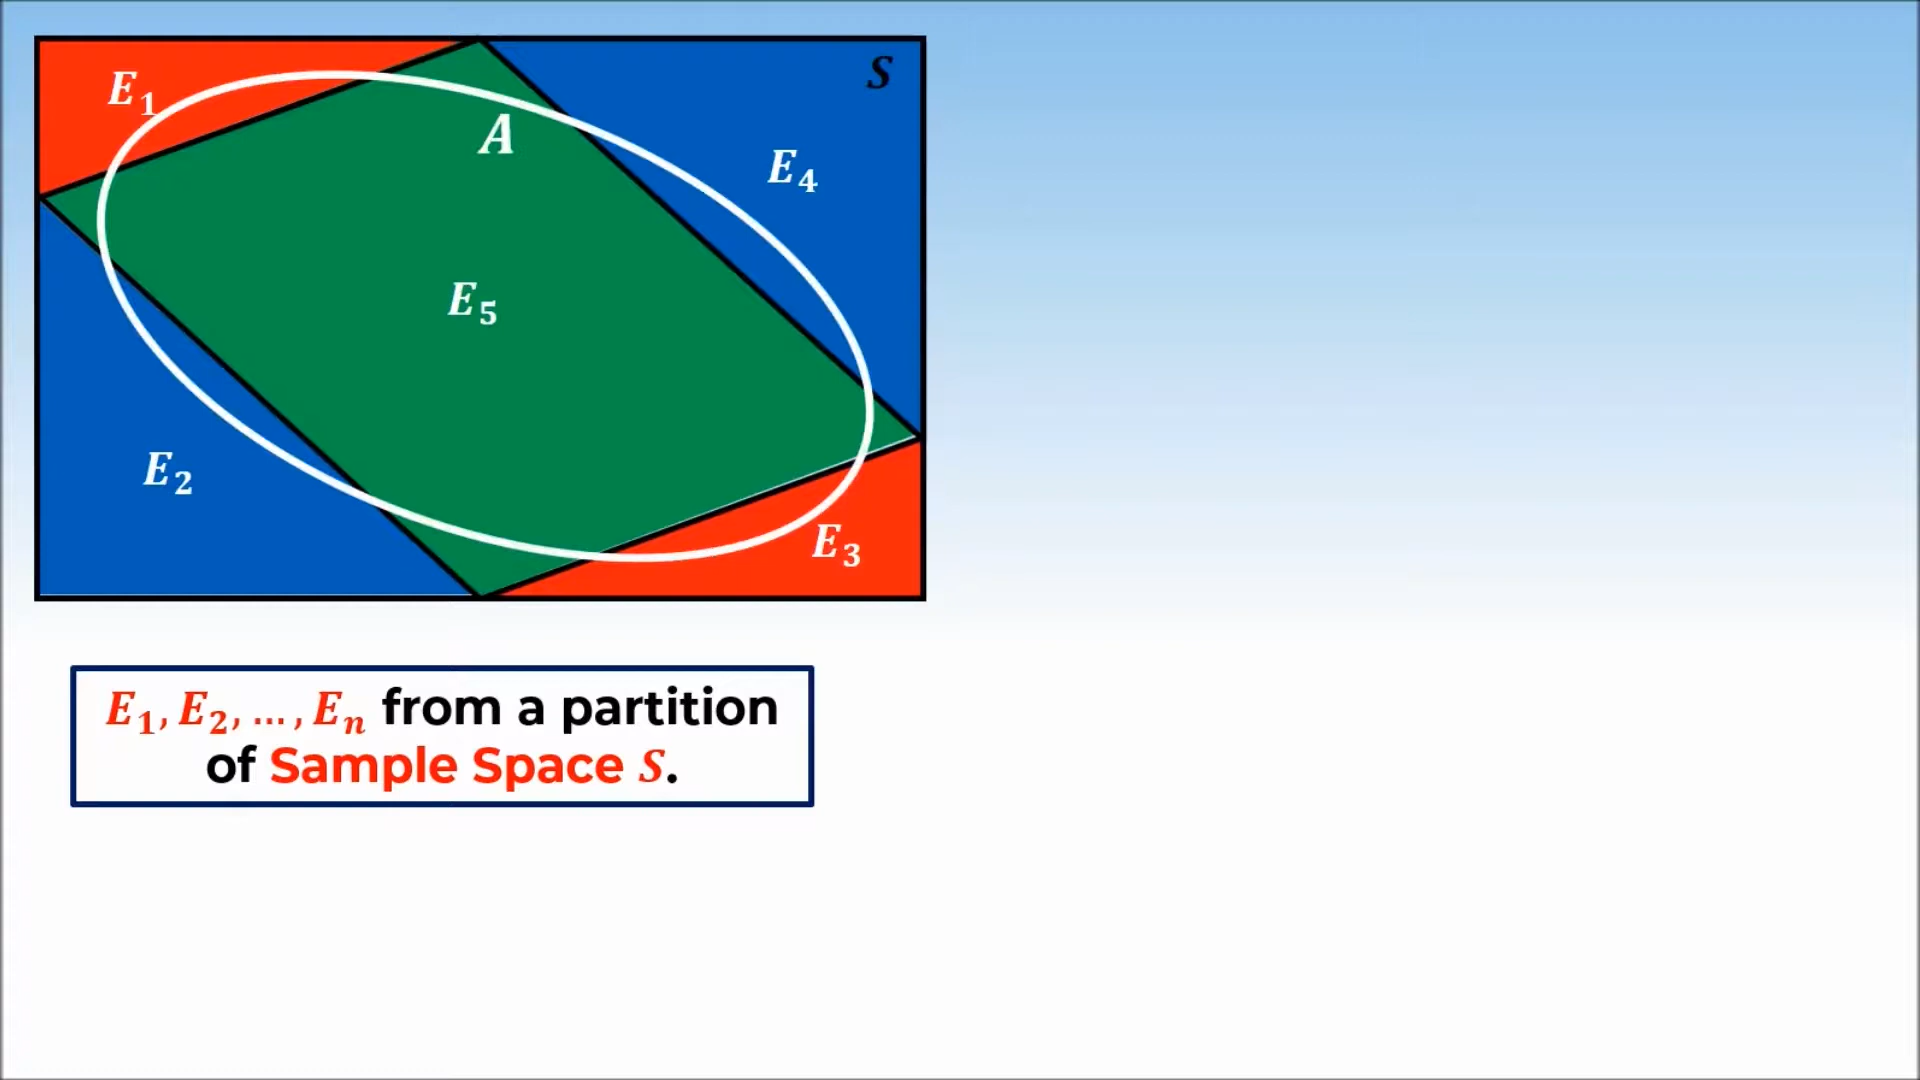 E₁
S
A
E₄
E₅
E₂
E₃
E₁, E₂, ..., Eₙ from a partition
of Sample Space S.